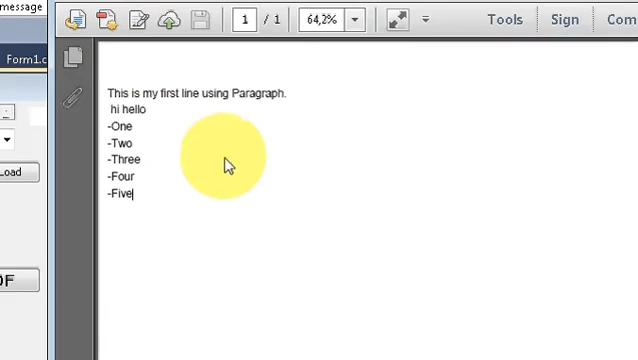 message
1 / 1
64,2%
Tools
Sign
Com
Form1.c
This is my first line using Paragraph.
hi hello
-One
-Two
-Three
-Four
-Five
Load
DF